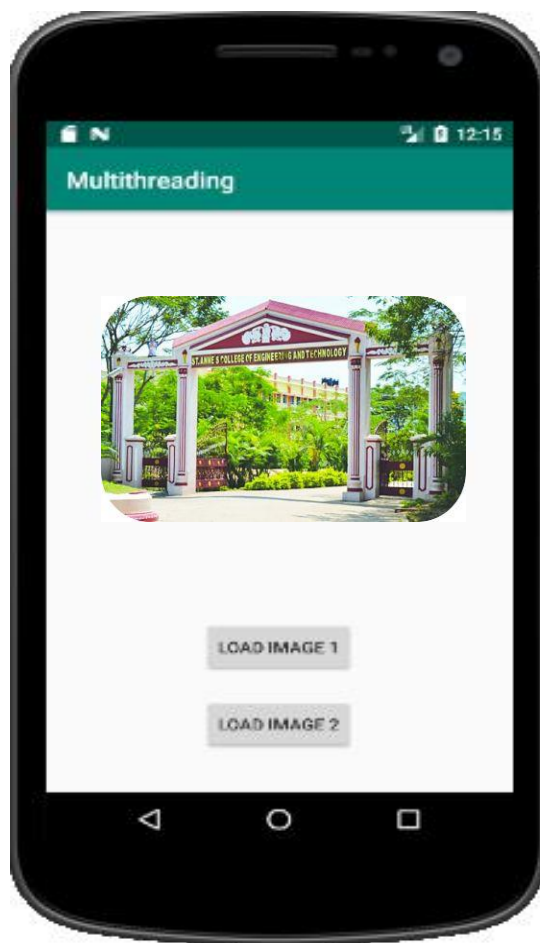 12:15
Multithreading
ST. ANNE'S COLLEGE OF ENGINEERING AND TECHNOLOGY
LOAD IMAGE 1
LOAD IMAGE 2